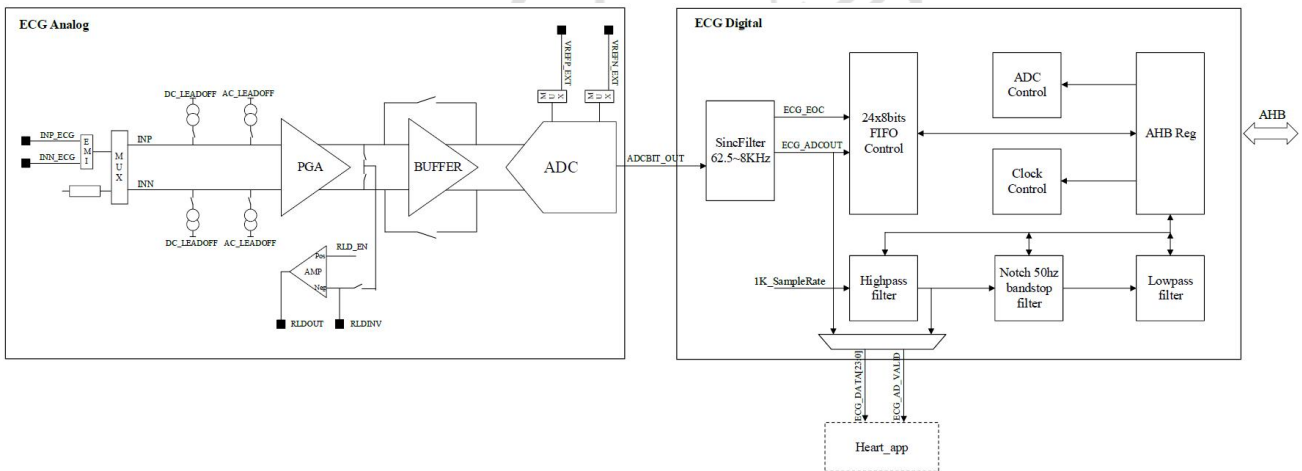 ECG Analog
VREFP_EXT
VREFN_EXT
MUX
MUX
DC_LEADOFF
AC_LEADOFF
INP_ECG
INN_ECG
EMI
MUX
INP
INN
PGA
BUFFER
ADC
ADCBIT_OUT
DC_LEADOFF
AC_LEADOFF
RLD_EN
Pos
AMP
Neg
RLDOUT
RLDINV
ECG Digital
SincFilter
62.5~8KHz
ECG_EOC
ECG_ADCOUT
24x8bits
FIFO
Control
ADC
Control
Clock
Control
AHB Reg
AHB
1K_SampleRate
Highpass
filter
Notch 50hz
bandstop
filter
Lowpass
filter
ECG_DATA[23:0]
ECG_AD_VALID
Heart_app